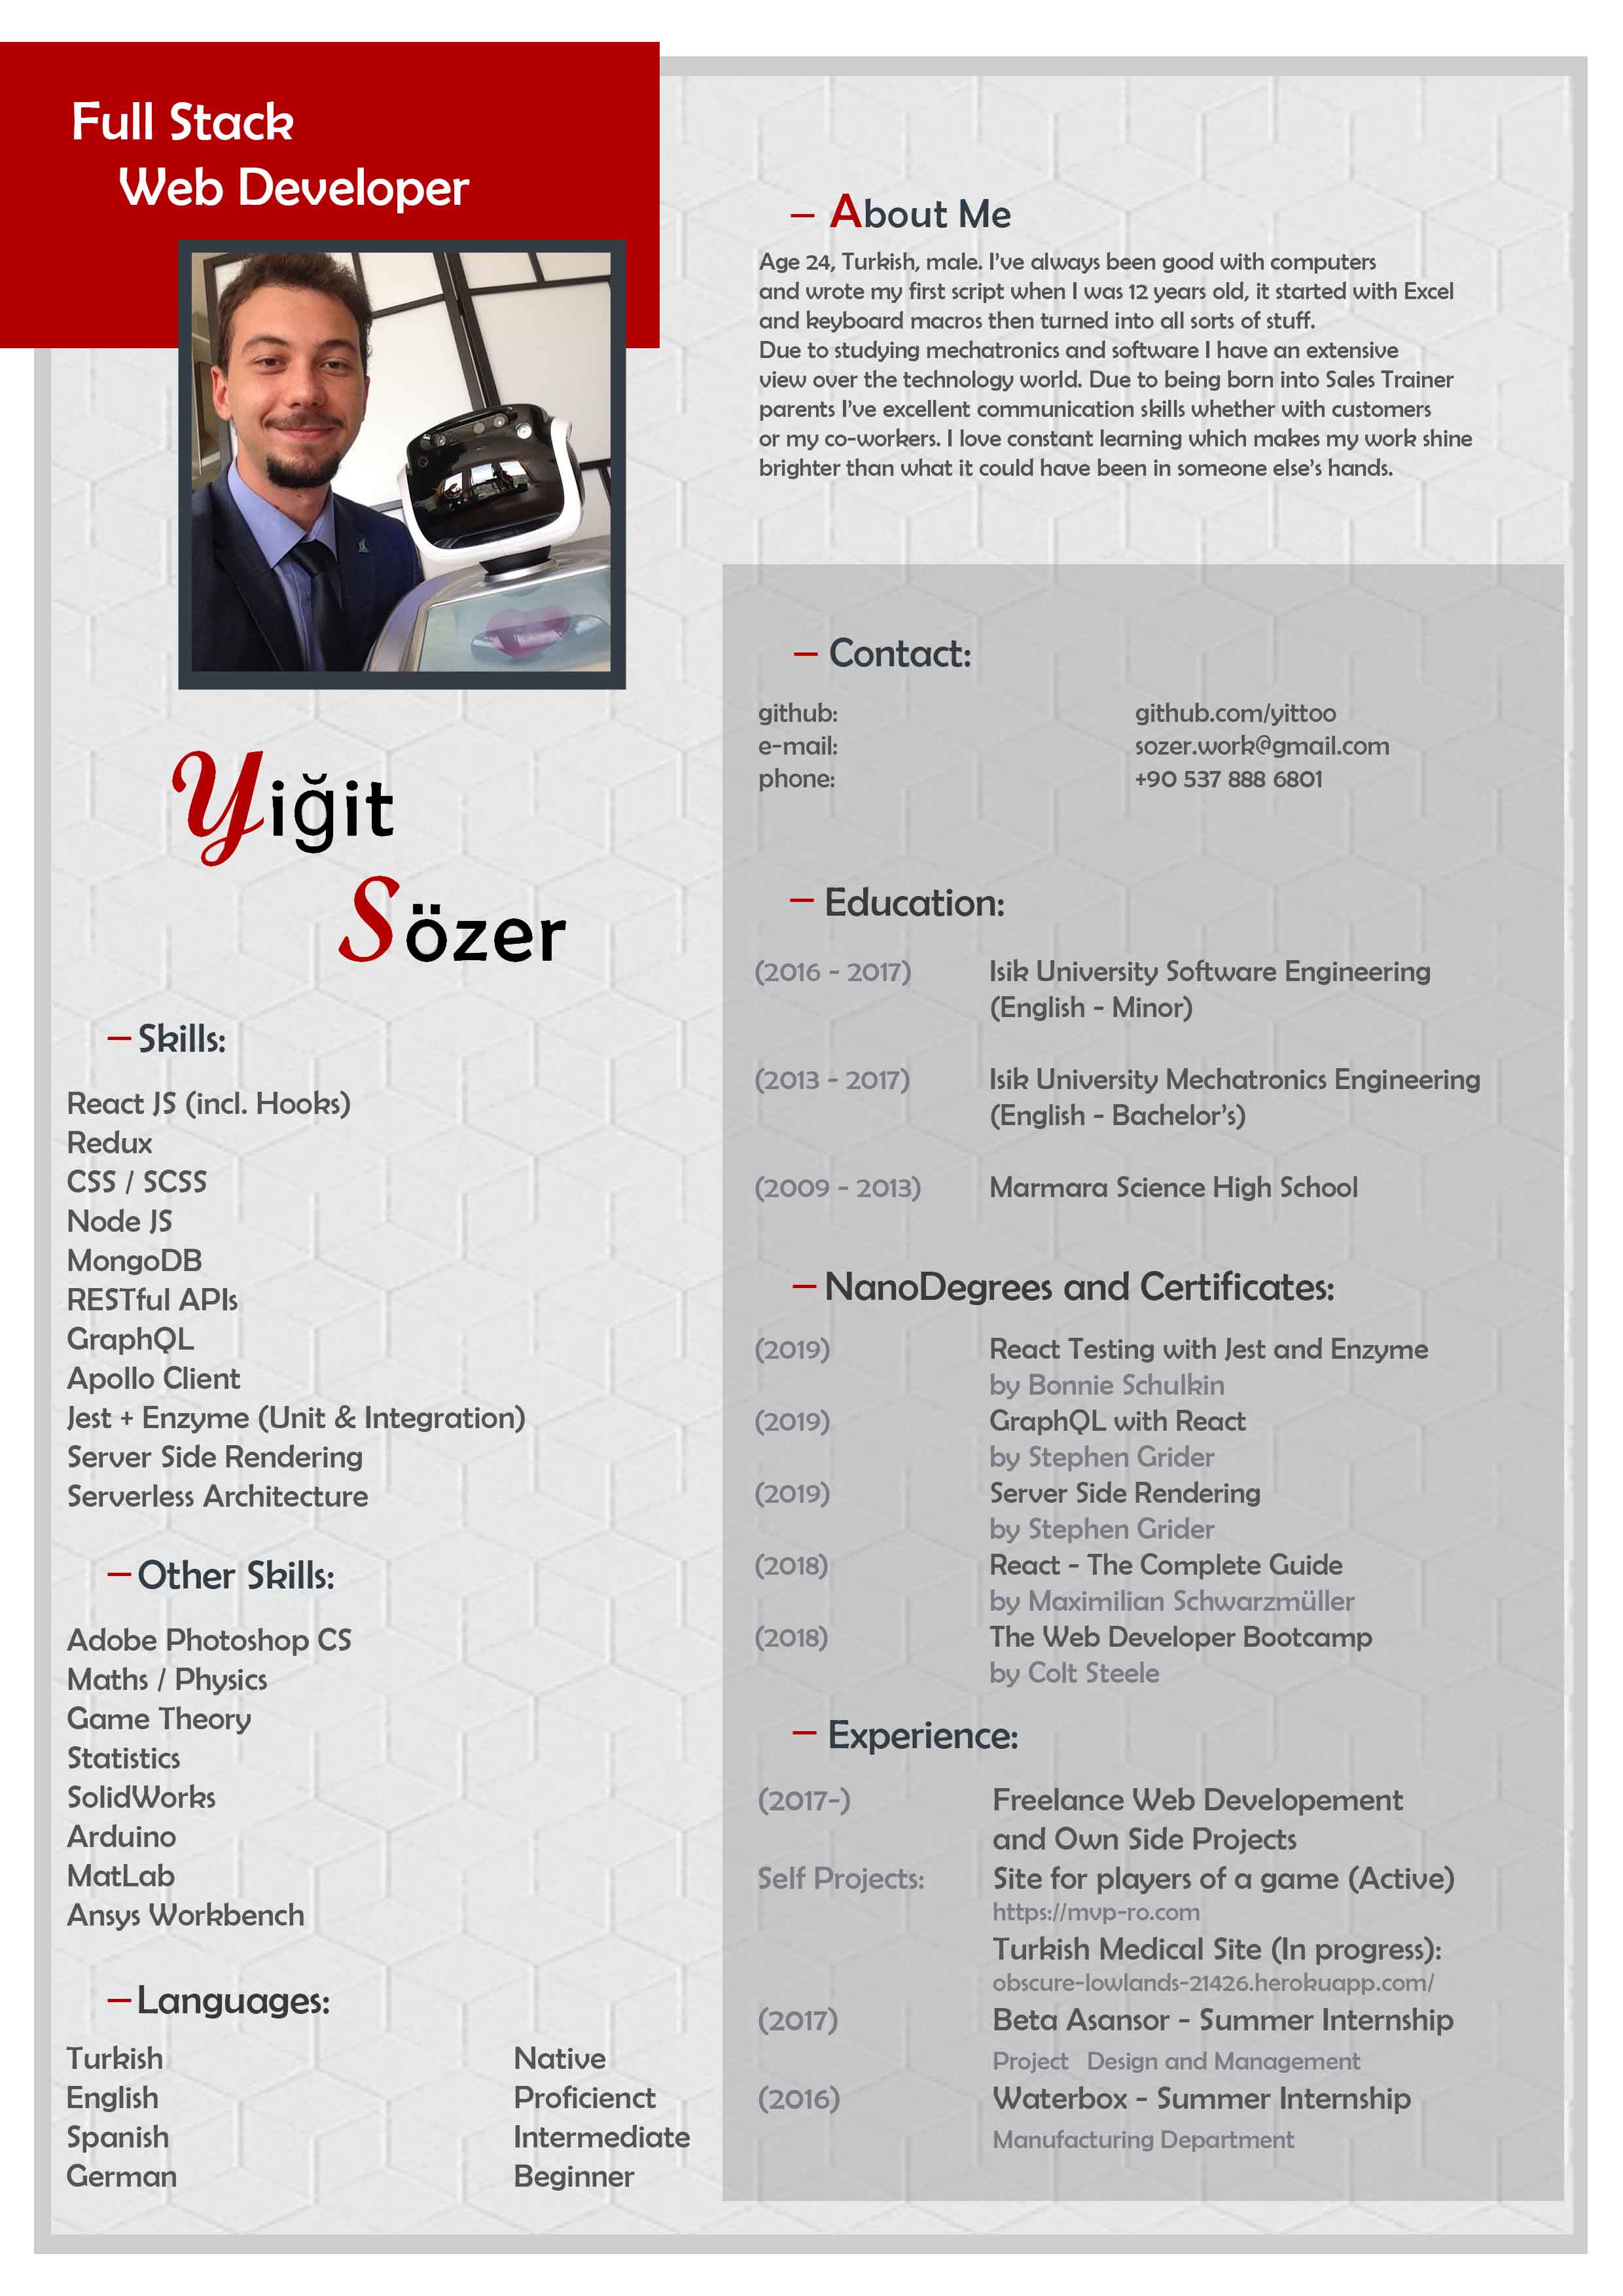 Full Stack
Web Developer
Yiğit
Sözer
– Skills:
React JS (incl. Hooks)
Redux
CSS / SCSS
Node JS
MongoDB
RESTful APIs
GraphQL
Apollo Client
Jest + Enzyme (Unit & Integration)
Server Side Rendering
Serverless Architecture
– Other Skills:
Adobe Photoshop CS
Maths / Physics
Game Theory
Statistics
SolidWorks
Arduino
MatLab
Ansys Workbench
– Languages:
Turkish Native
English Proficienct
Spanish Intermediate
German Beginner
– About Me
Age 24, Turkish, male. I've always been good with computers
and wrote my first script when I was 12 years old, it started with Excel
and keyboard macros then turned into all sorts of stuff.
Due to studying mechatronics and software I have an extensive
view over the technology world. Due to being born into Sales Trainer
parents I've excellent communication skills whether with customers
or my co-workers. I love constant learning which makes my work shine
brighter than what it could have been in someone else's hands.
– Contact:
github: github.com/yittoo
e-mail: sozer.work@gmail.com
phone: +90 537 888 6801
– Education:
(2016 - 2017) Isik University Software Engineering
(English - Minor)
(2013 - 2017) Isik University Mechatronics Engineering
(English - Bachelor's)
(2009 - 2013) Marmara Science High School
– NanoDegrees and Certificates:
(2019) React Testing with Jest and Enzyme
by Bonnie Schulkin
(2019) GraphQL with React
by Stephen Grider
(2019) Server Side Rendering
by Stephen Grider
(2018) React - The Complete Guide
by Maximilian Schwarzmüller
(2018) The Web Developer Bootcamp
by Colt Steele
– Experience:
(2017-) Freelance Web Developement
and Own Side Projects
Self Projects: Site for players of a game (Active)
https://mvp-ro.com
Turkish Medical Site (In progress):
obscure-lowlands-21426.herokuapp.com/
(2017) Beta Asansor - Summer Internship
Project Design and Management
(2016) Waterbox - Summer Internship
Manufacturing Department